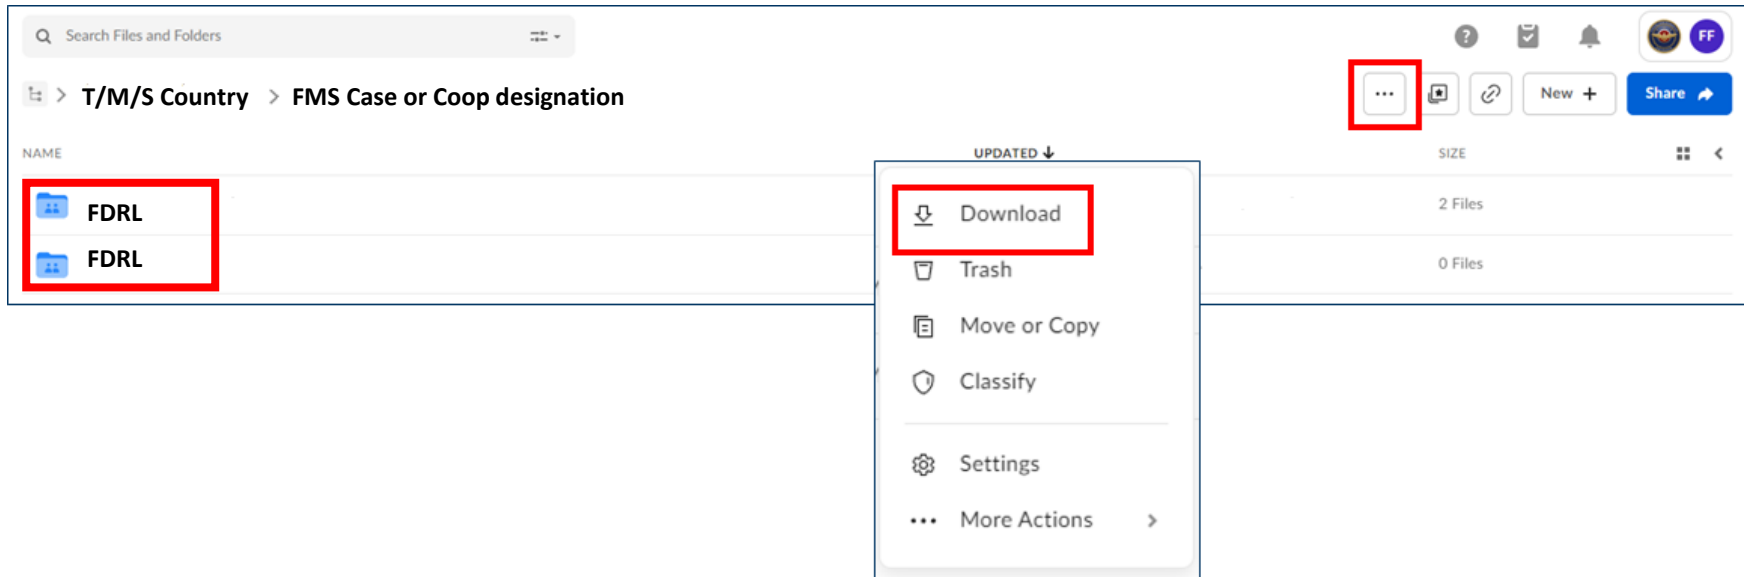 Search Files and Folders
? FF
T/M/S Country > FMS Case or Coop designation
... New + Share
NAME UPDATED SIZE
FDRL 2 Files
FDRL 0 Files
Download
Trash
Move or Copy
Classify
Settings
More Actions